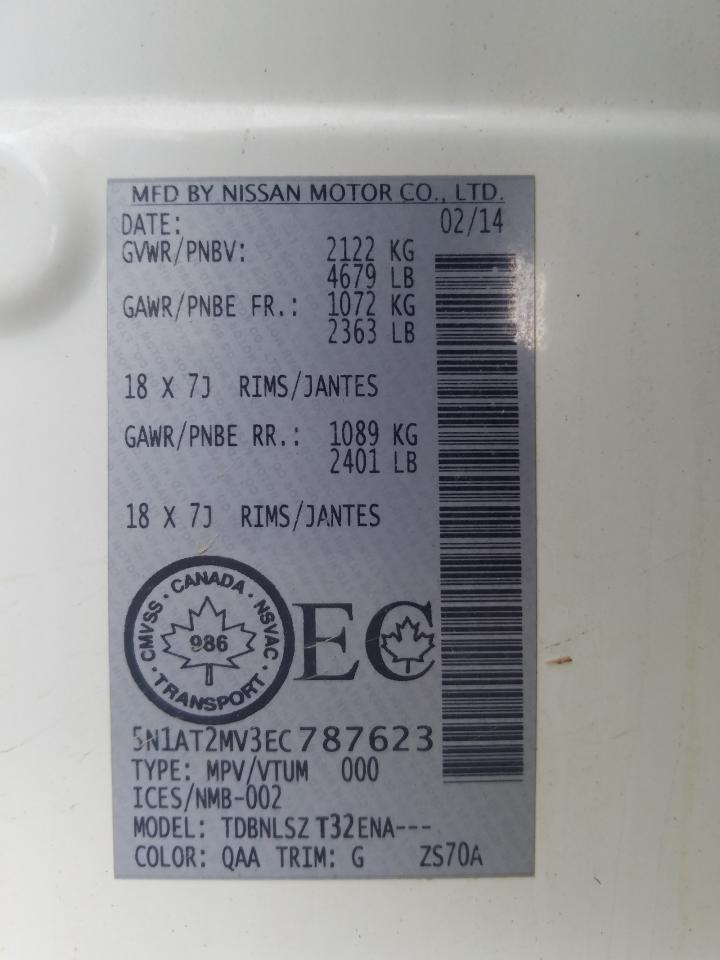 MFD BY NISSAN MOTOR CO., LTD.
DATE: 02/14
GVWR/PNBV: 2122 KG
4679 LB
GAWR/PNBE FR.: 1072 KG
2363 LB
18 X 7J RIMS/JANTES
GAWR/PNBE RR.: 1089 KG
2401 LB
18 X 7J RIMS/JANTES
CMVSS · CANADA · NSVAC · TRANSPORT ·
986
EC
5N1AT2MV3EC787623
TYPE: MPV/VTUM 000
ICES/NMB-002
MODEL: TDBNLSZ T32ENA---
COLOR: QAA TRIM: G ZS70A